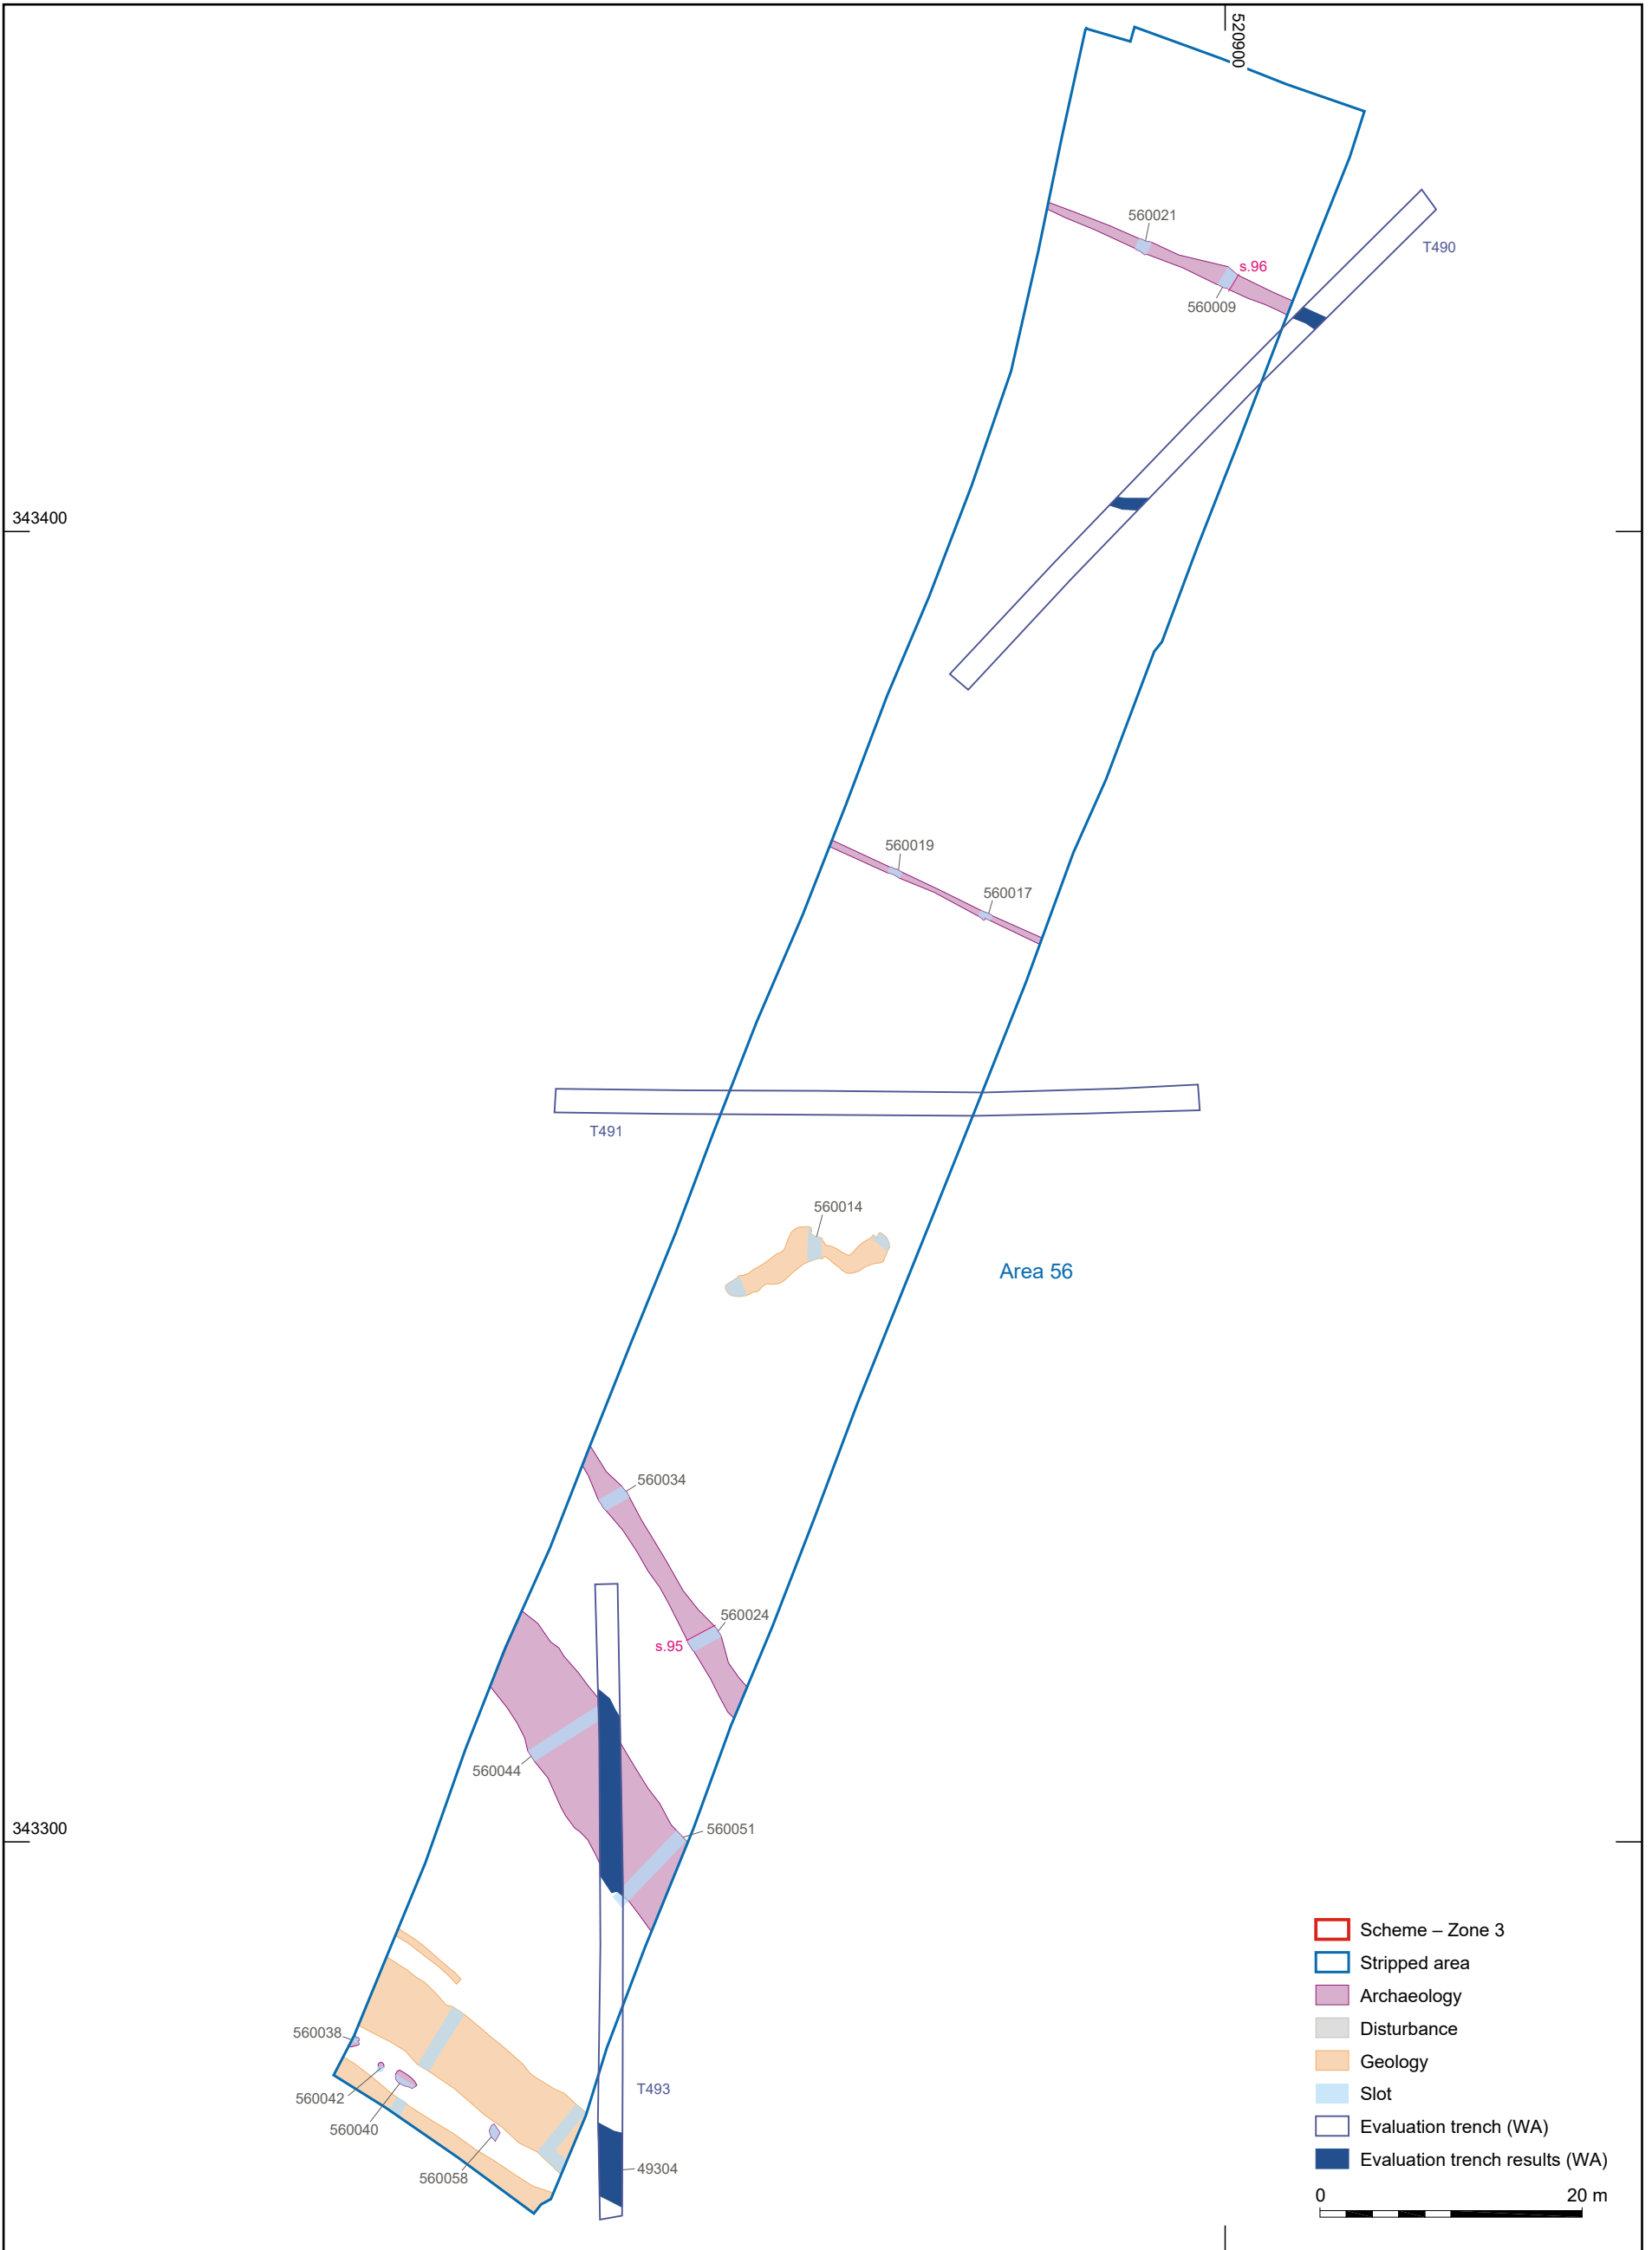 520900
560021
T490
s.96
560009
343400
560019
560017
T491
560014
Area 56
560034
560024
s.95
560044
560051
343300
560038
560042
560040
560058
T493
49304
Scheme – Zone 3
Stripped area
Archaeology
Disturbance
Geology
Slot
Evaluation trench (WA)
Evaluation trench results (WA)
0 20 m